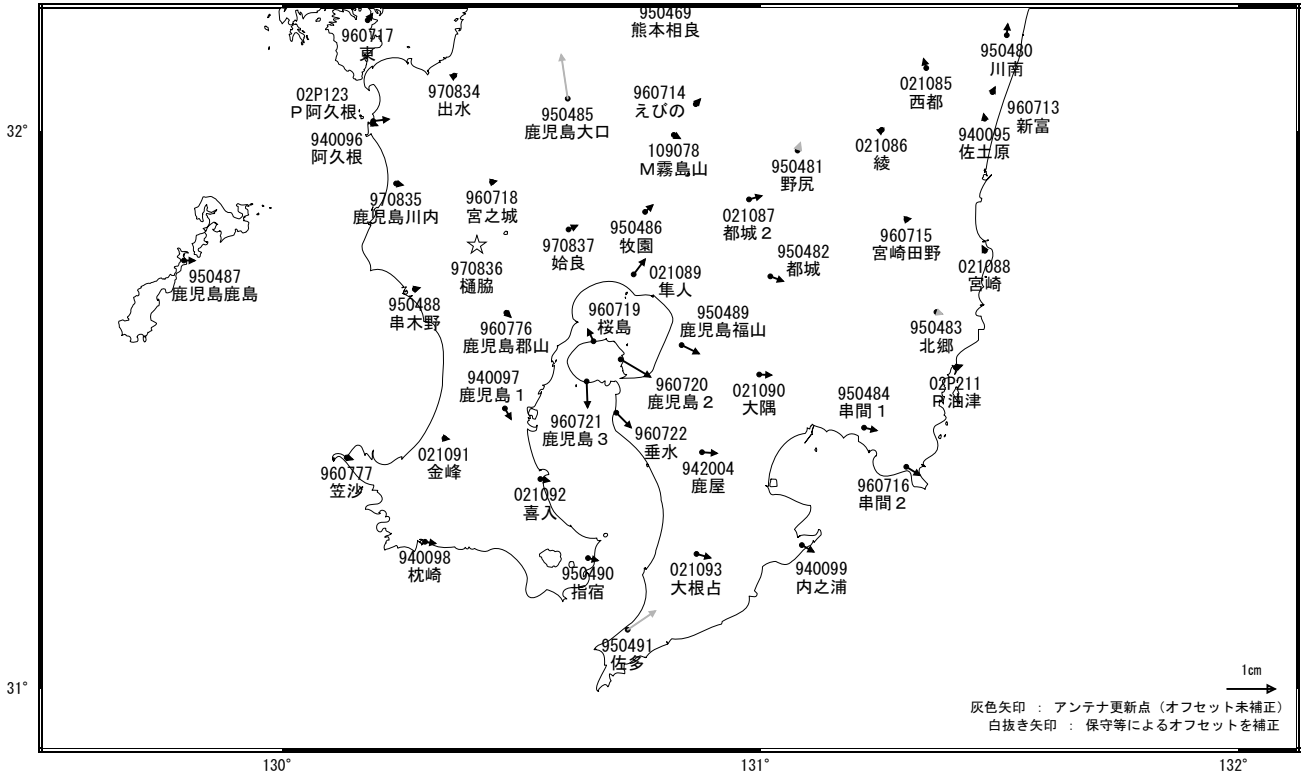 950469
熊本相良
960717
東
950480
川南
02P123
P阿久根
970834
出水
950485
鹿児島大口
960714
えびの
021085
西都
960713
新富
32°
940096
阿久根
109078
M霧島山
950481
野尻
021086
綾
940095
佐土原
970835
鹿児島川内
960718
宮之城
950486
牧園
021087
都城2
960715
宮崎田野
950487
鹿児島鹿島
970836
樋脇
970837
姶良
021089
隼人
950482
都城
021088
宮崎
950488
串木野
960776
鹿児島郡山
960719
桜島
950489
鹿児島福山
950483
北郷
940097
鹿児島1
960721
鹿児島3
960720
鹿児島2
021090
大隅
950484
串間1
02P211
P油津
021091
金峰
960722
垂水
942004
鹿屋
960716
串間2
960777
笠沙
021092
喜入
940098
枕崎
950490
指宿
021093
大根占
940099
内之浦
950491
佐多
1cm
31°
灰色矢印 : アンテナ更新点(オフセット未補正)
白抜き矢印 : 保守等によるオフセットを補正
130°
131°
132°